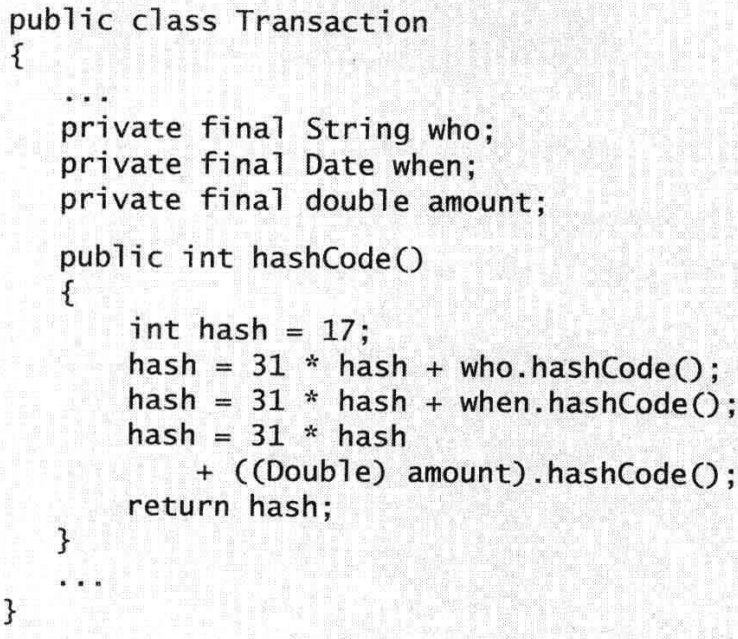 public class Transaction
{
...
private final String who;
private final Date when;
private final double amount;
public int hashCode()
{
int hash = 17;
hash = 31 * hash + who.hashCode();
hash = 31 * hash + when.hashCode();
hash = 31 * hash
+ ((Double) amount).hashCode();
return hash;
}
...
}